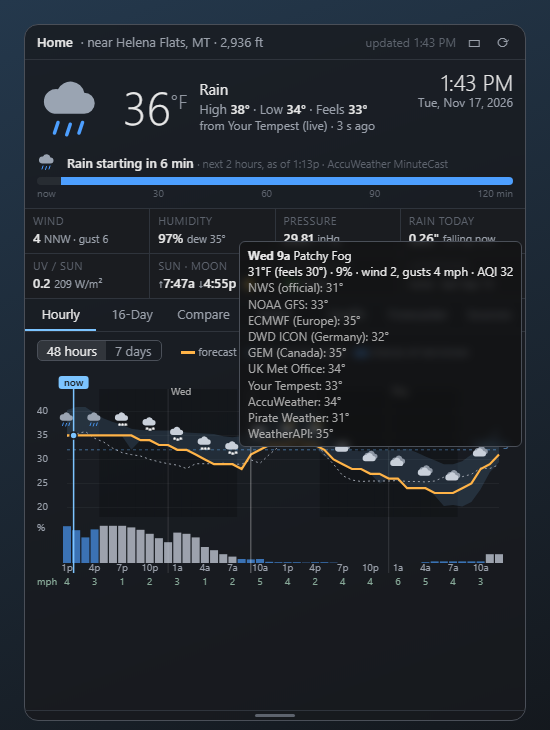 Home · near Helena Flats, MT · 2,936 ft
updated 1:43 PM
36°F
Rain
High 38° · Low 34° · Feels 33°
from Your Tempest (live) · 3 s ago
1:43 PM
Tue, Nov 17, 2026
Rain starting in 6 min · next 2 hours, as of 1:13p · AccuWeather MinuteCast
now 30 60 90 120 min
WIND HUMIDITY PRESSURE RAIN TODAY
4 NNW · gust 6 97% dew 35° 29.81 inHg 0.26" falling now
UV / SUN SUN · MOON
0.2 209 W/m² ↑7:47a ↓4:55p
Wed 9a Patchy Fog
31°F (feels 30°) · 9% · wind 2, gusts 4 mph · AQI 32
NWS (official): 31°
NOAA GFS: 33°
ECMWF (Europe): 35°
DWD ICON (Germany): 32°
GEM (Canada): 35°
UK Met Office: 34°
Your Tempest: 33°
AccuWeather: 34°
Pirate Weather: 31°
WeatherAPI: 35°
Hourly 16-Day Compare
48 hours 7 days forecast
now
Wed
40
35
30
25
20
%
1p 4p 7p 10p 1a 4a 7a 10a 1p 4p 7p 10p 1a 4a 7a 10a
mph 4 3 1 2 3 1 2 5 4 2 4 4 6 5 4 3